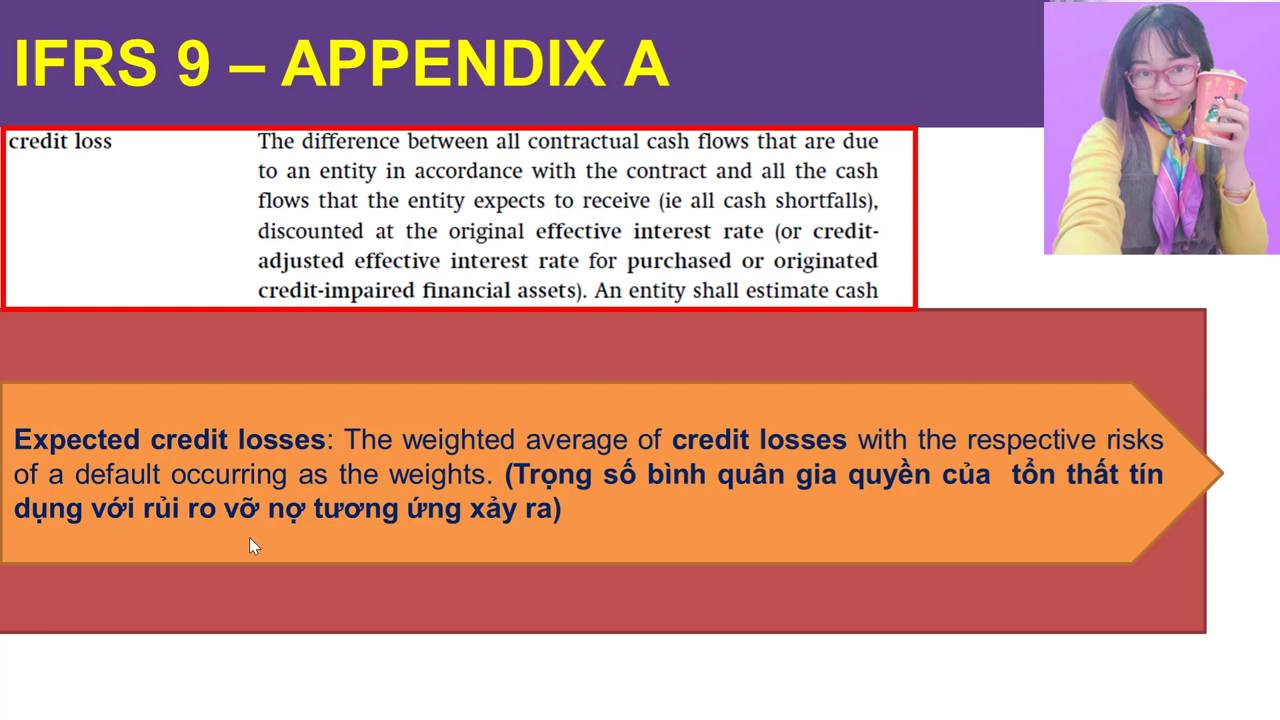 IFRS 9 – APPENDIX A
credit loss The difference between all contractual cash flows that are due
to an entity in accordance with the contract and all the cash
flows that the entity expects to receive (ie all cash shortfalls),
discounted at the original effective interest rate (or credit-
adjusted effective interest rate for purchased or originated
credit-impaired financial assets). An entity shall estimate cash
Expected credit losses: The weighted average of credit losses with the respective risks
of a default occurring as the weights. (Trọng số bình quân gia quyền của tổn thất tín
dụng với rủi ro vỡ nợ tương ứng xảy ra)